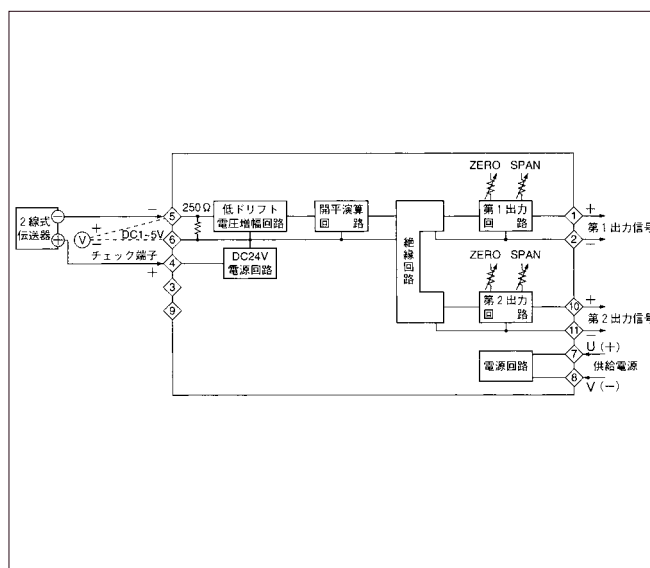 ZERO SPAN
2線式
伝送器
−
+
+
−
V
−
DC1~5V
チェック端子
+
5
6
4
3
9
250Ω
低ドリフト
電圧増幅回路
開平演算
回 路
DC24V
電源回路
絶縁回路
第1出力
回 路
1
+
第1出力信号
2
−
ZERO SPAN
第2出力
回 路
10
+
第2出力信号
11
−
電源回路
7
U(+)
供給電源
8
V(−)